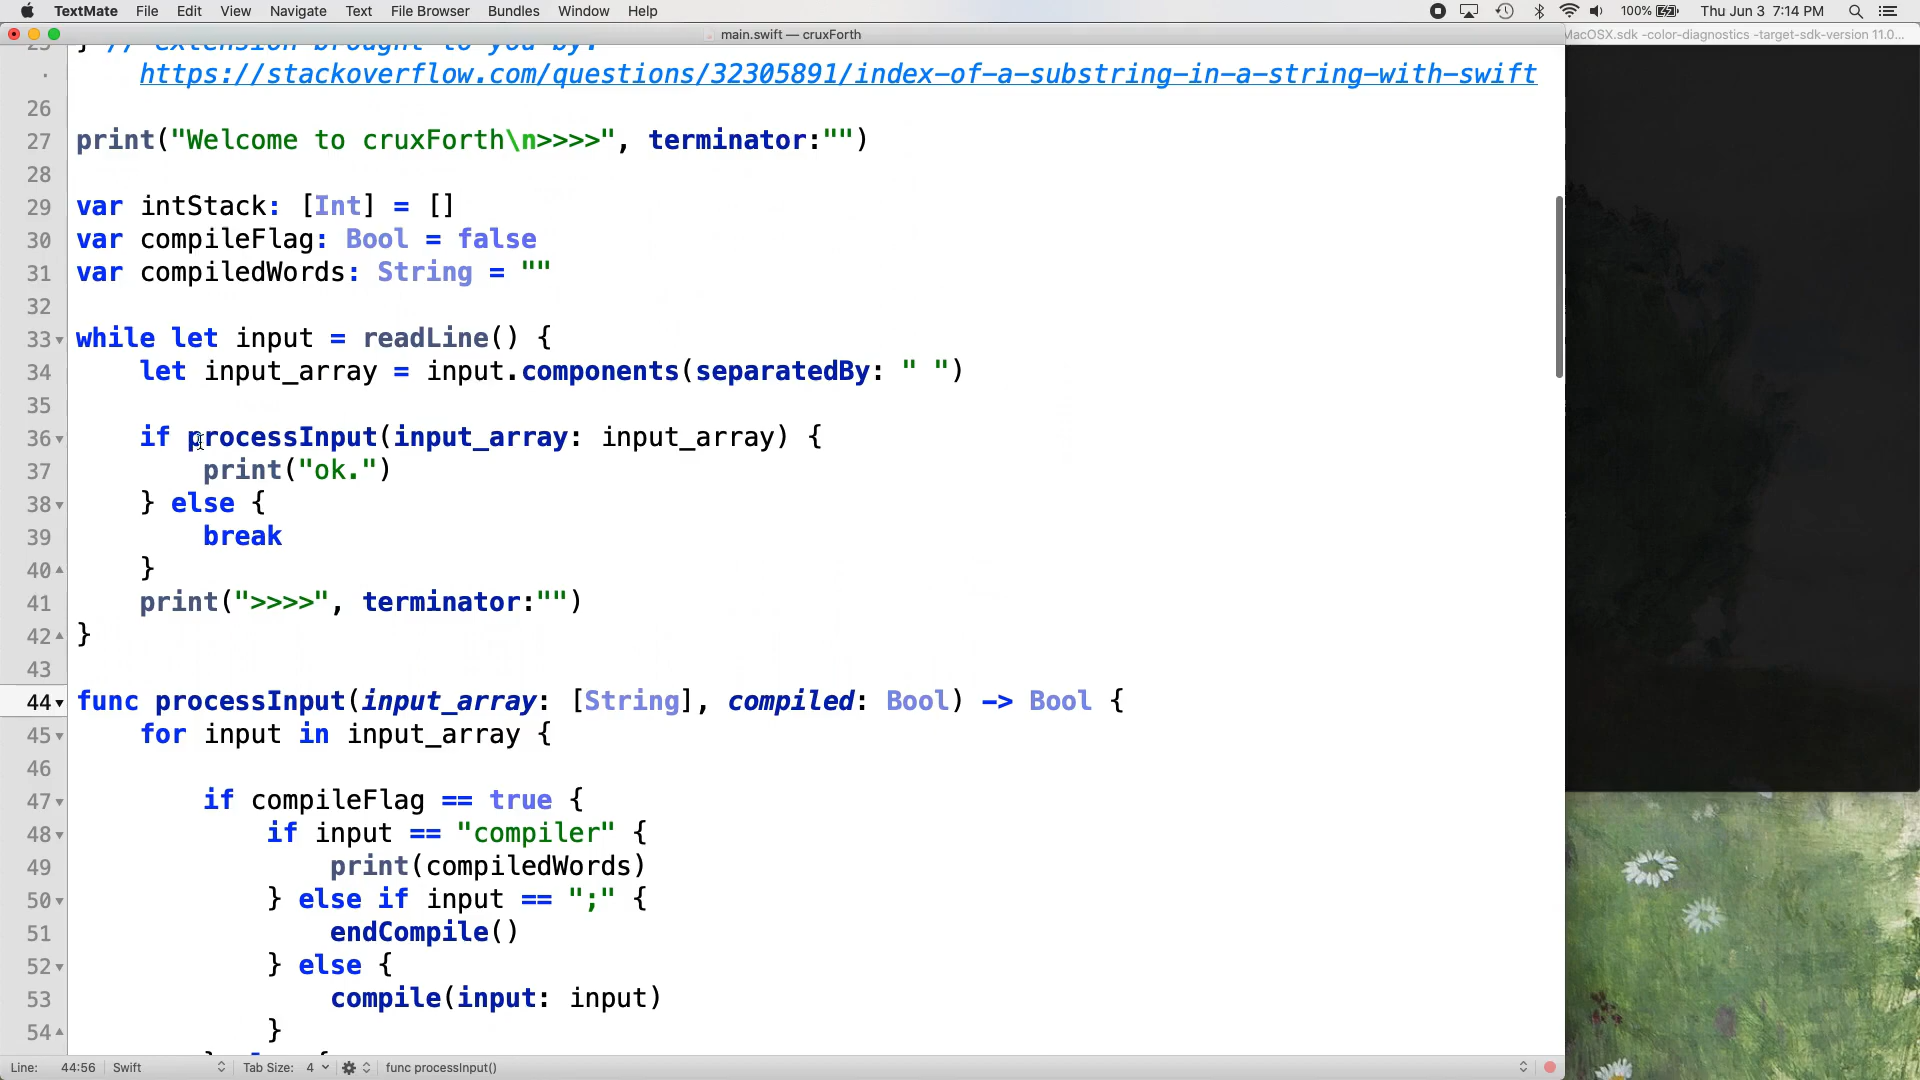 TextMate File Edit View Navigate Text File Browser Bundles Window Help 100% Thu Jun 3 7:14 PM
main.swift — cruxForth
MacOSX.sdk -color-diagnostics -target-sdk-version 11.0...
25 } // extension brought to you by:
· https://stackoverflow.com/questions/32305891/index-of-a-substring-in-a-string-with-swift
26
27 print("Welcome to cruxForth\n>>>>", terminator:"")
28
29 var intStack: [Int] = []
30 var compileFlag: Bool = false
31 var compiledWords: String = ""
32
33 while let input = readLine() {
34 let input_array = input.components(separatedBy: " ")
35
36 if processInput(input_array: input_array) {
37 print("ok.")
38 } else {
39 break
40 }
41 print(">>>>", terminator:"")
42 }
43
44 func processInput(input_array: [String], compiled: Bool) -> Bool {
45 for input in input_array {
46
47 if compileFlag == true {
48 if input == "compiler" {
49 print(compiledWords)
50 } else if input == ";" {
51 endCompile()
52 } else {
53 compile(input: input)
54 }
Line: 44:56 Swift Tab Size: 4 func processInput()